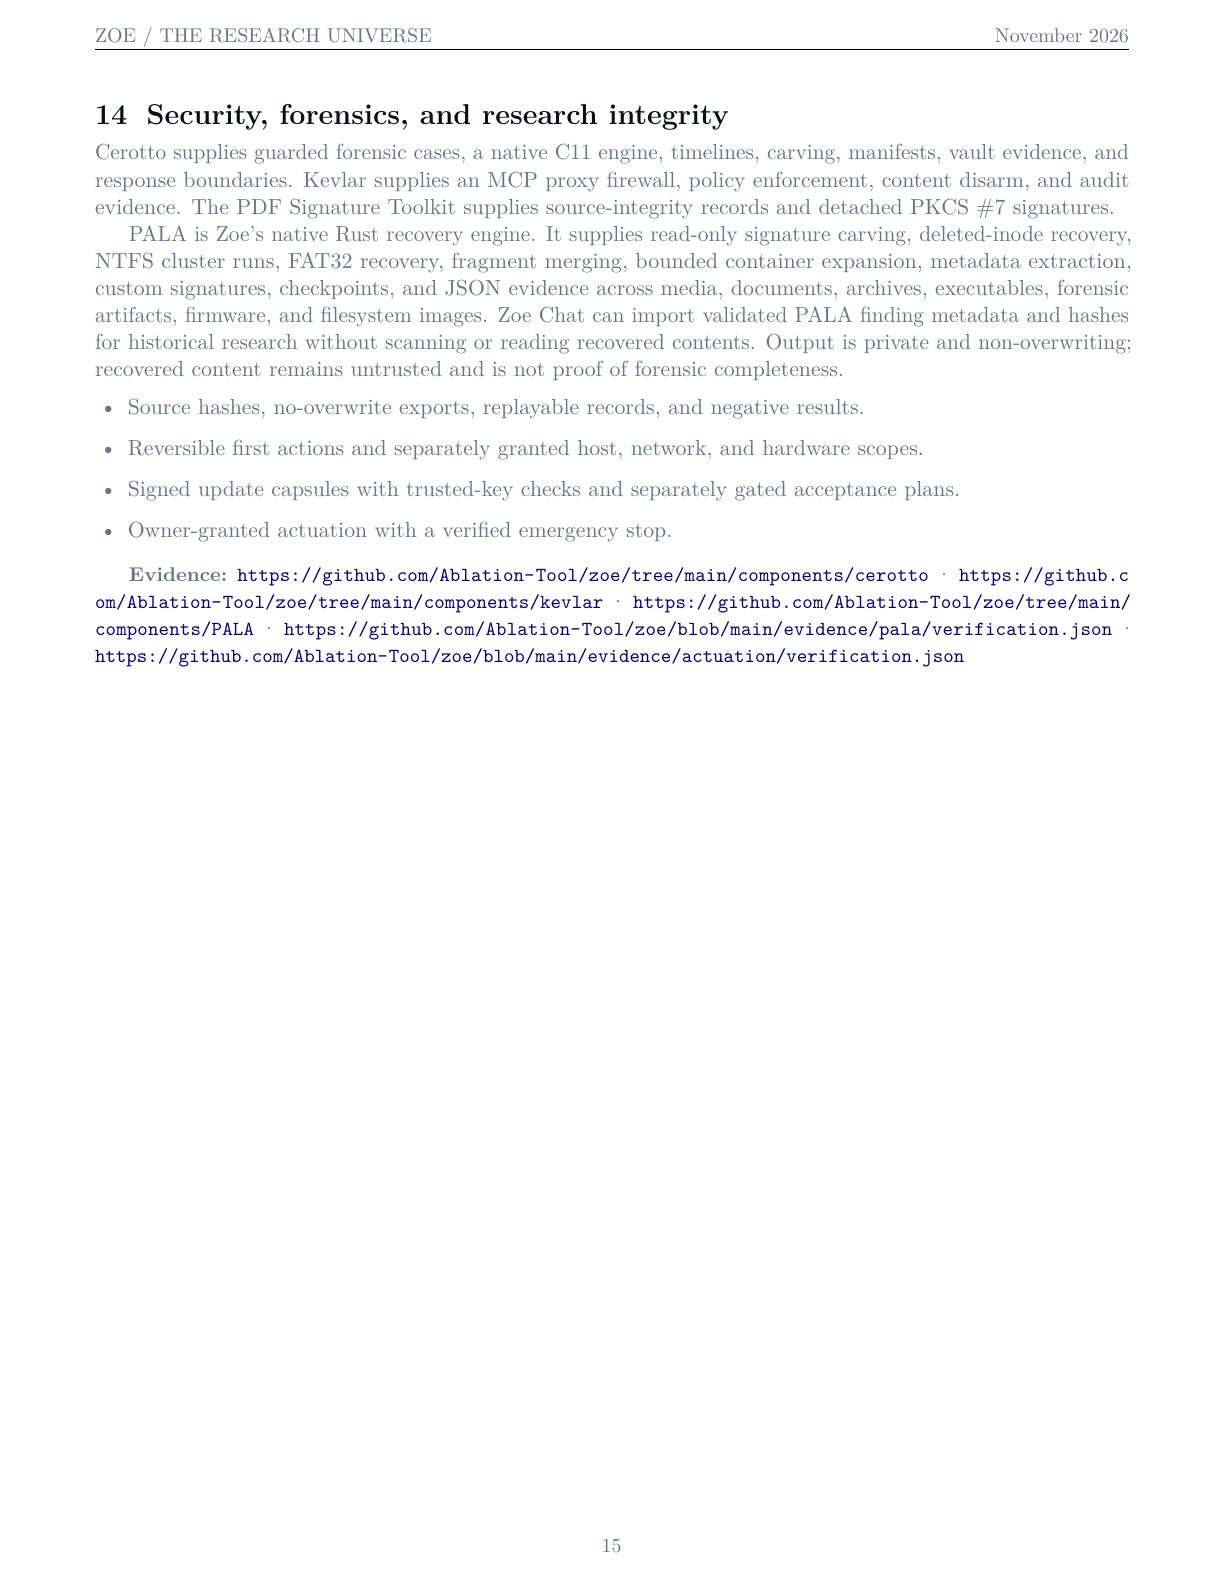 ZOE / THE RESEARCH UNIVERSE November 2026
14 Security, forensics, and research integrity
Cerotto supplies guarded forensic cases, a native C11 engine, timelines, carving, manifests, vault evidence, and
response boundaries. Kevlar supplies an MCP proxy firewall, policy enforcement, content disarm, and audit
evidence. The PDF Signature Toolkit supplies source-integrity records and detached PKCS #7 signatures.
PALA is Zoe's native Rust recovery engine. It supplies read-only signature carving, deleted-inode recovery,
NTFS cluster runs, FAT32 recovery, fragment merging, bounded container expansion, metadata extraction,
custom signatures, checkpoints, and JSON evidence across media, documents, archives, executables, forensic
artifacts, firmware, and filesystem images. Zoe Chat can import validated PALA finding metadata and hashes
for historical research without scanning or reading recovered contents. Output is private and non-overwriting;
recovered content remains untrusted and is not proof of forensic completeness.
• Source hashes, no-overwrite exports, replayable records, and negative results.
• Reversible first actions and separately granted host, network, and hardware scopes.
• Signed update capsules with trusted-key checks and separately gated acceptance plans.
• Owner-granted actuation with a verified emergency stop.
Evidence: https://github.com/Ablation-Tool/zoe/tree/main/components/cerotto · https://github.c
om/Ablation-Tool/zoe/tree/main/components/kevlar · https://github.com/Ablation-Tool/zoe/tree/main/
components/PALA · https://github.com/Ablation-Tool/zoe/blob/main/evidence/pala/verification.json ·
https://github.com/Ablation-Tool/zoe/blob/main/evidence/actuation/verification.json
15